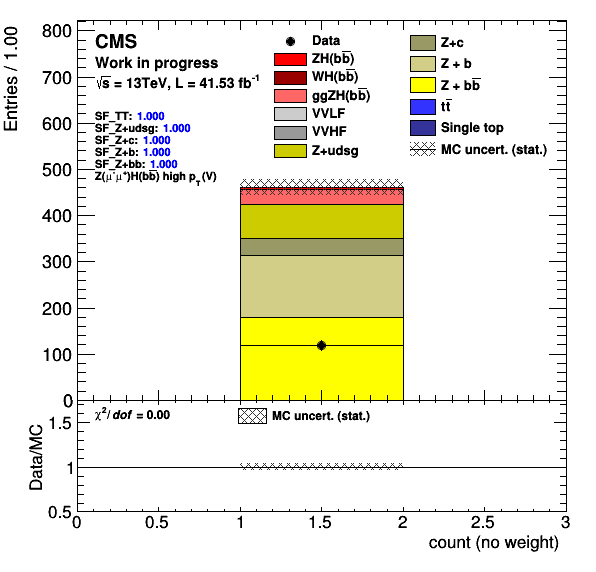 CMS
Work in progress
√s = 13TeV, L = 41.53 fb⁻¹
SF_TT: 1.000
SF_Z+udsg: 1.000
SF_Z+c: 1.000
SF_Z+b: 1.000
SF_Z+bb: 1.000
Z(μ⁻μ⁺)H(bb̅) high p_T(V)
Data
ZH(bb̅)
WH(bb̅)
ggZH(bb̅)
VVLF
VVHF
Z+udsg
Z+c
Z + b
Z + bb̅
tt̅
Single top
MC uncert. (stat.)
Entries / 1.00
800
700
600
500
400
300
200
100
0
χ²/dof = 0.00
MC uncert. (stat.)
Data/MC
1.5
1
0.5
0 0.5 1 1.5 2 2.5 3
count (no weight)